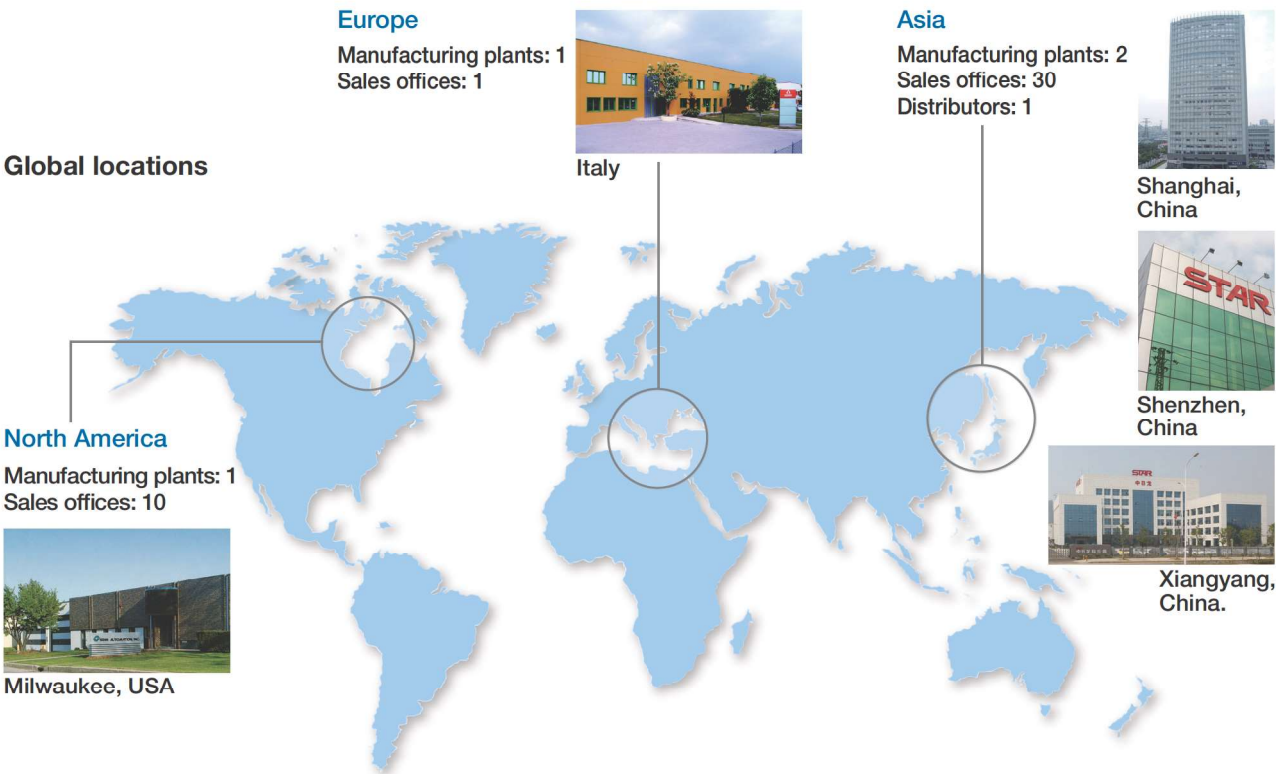 Europe
Manufacturing plants: 1
Sales offices: 1
Italy
Asia
Manufacturing plants: 2
Sales offices: 30
Distributors: 1
Shanghai,
China
Global locations
STAR
Shenzhen,
China
North America
Manufacturing plants: 1
Sales offices: 10
STAR
Xiangyang,
China.
Milwaukee, USA